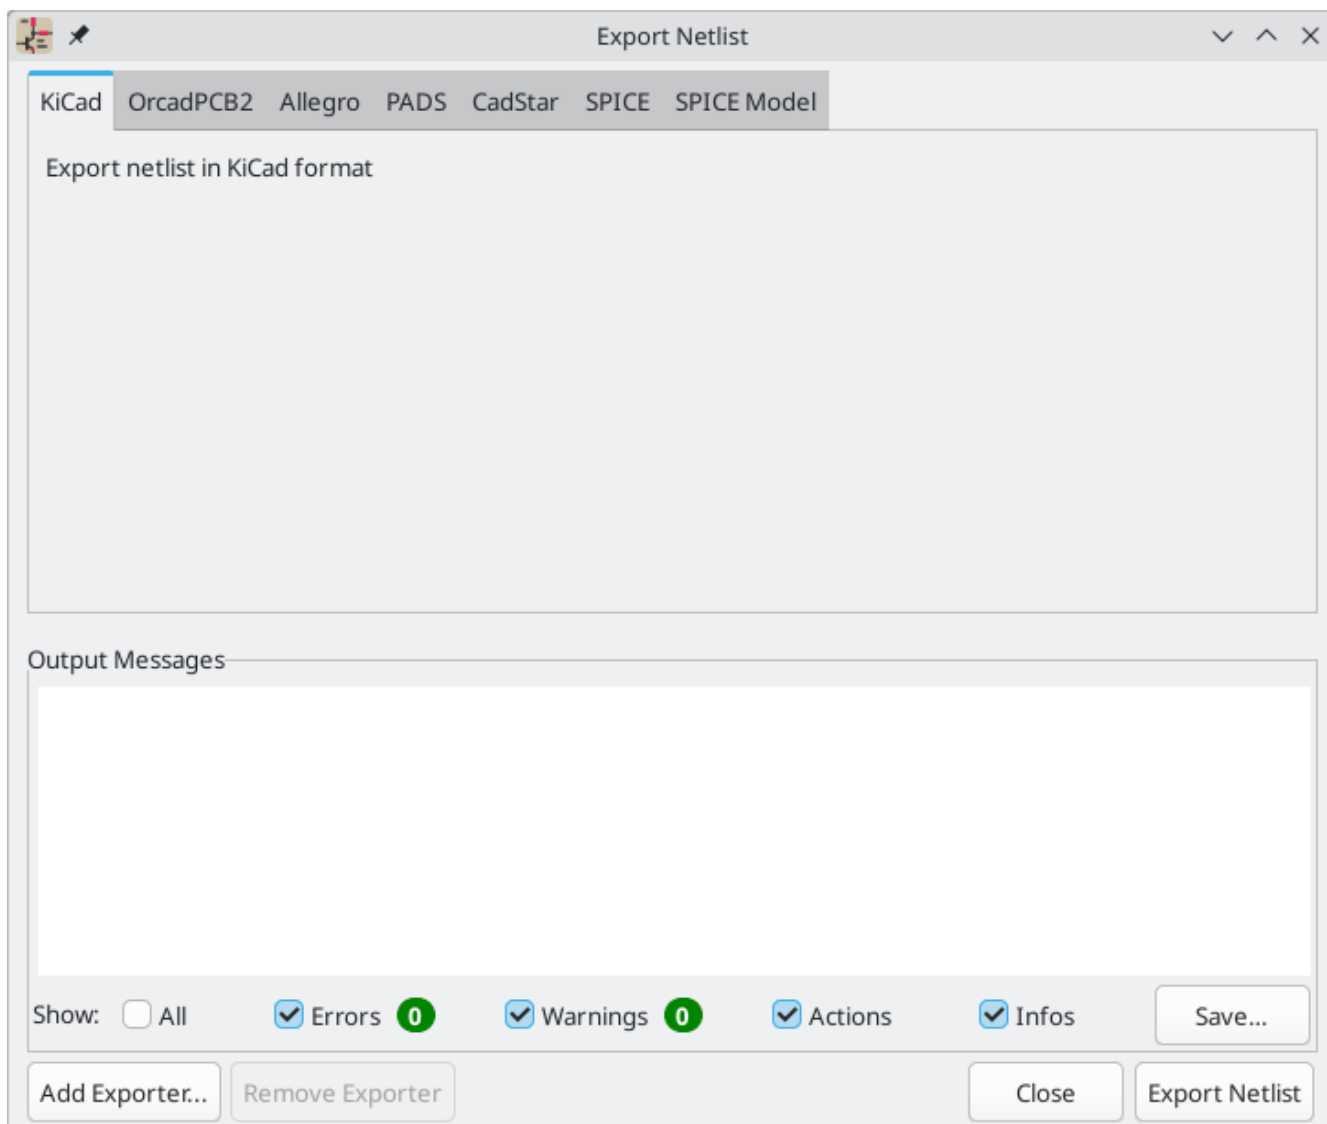 Export Netlist
KiCad OrcadPCB2 Allegro PADS CadStar SPICE SPICE Model
Export netlist in KiCad format
Output Messages
Show: All Errors 0 Warnings 0 Actions Infos Save...
Add Exporter... Remove Exporter Close Export Netlist